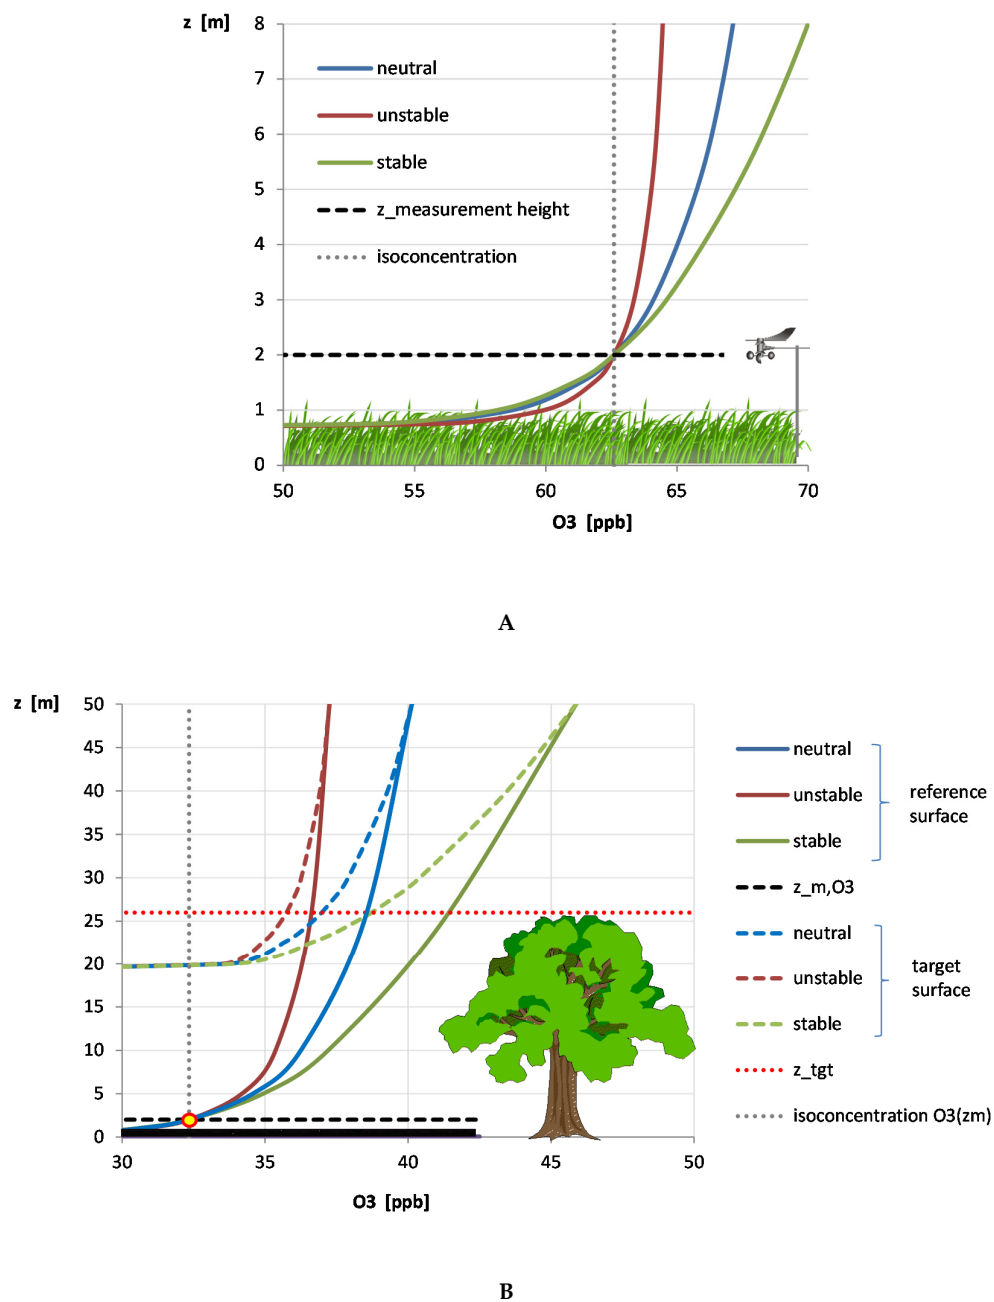 z [m]
8
7
6
5
4
3
2
1
0
neutral
unstable
stable
z_measurement height
isoconcentration
50 55 60 65 70
O3 [ppb]
A
z [m]
50
45
40
35
30
25
20
15
10
5
0
30 35 40 45 50
O3 [ppb]
neutral
unstable
stable
reference
surface
z_m,O3
neutral
unstable
stable
target
surface
z_tgt
isoconcentration O3(zm)
B